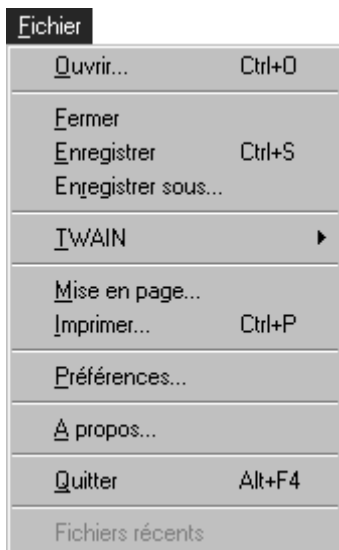 Fichier
Ouvrir... Ctrl+O
Fermer
Enregistrer Ctrl+S
Enregistrer sous...
TWAIN
Mise en page...
Imprimer... Ctrl+P
Préférences...
A propos...
Quitter Alt+F4
Fichiers récents